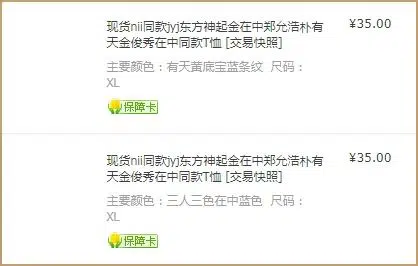 现货nii同款jyj东方神起金在中郑允浩朴有 ¥35.00
天金俊秀在中同款T恤 [交易快照]
主要颜色：有天黄底宝蓝条纹 尺码：
XL
保障卡
现货nii同款jyj东方神起金在中郑允浩朴有 ¥35.00
天金俊秀在中同款T恤 [交易快照]
主要颜色：三人三色在中蓝色 尺码：
XL
保障卡